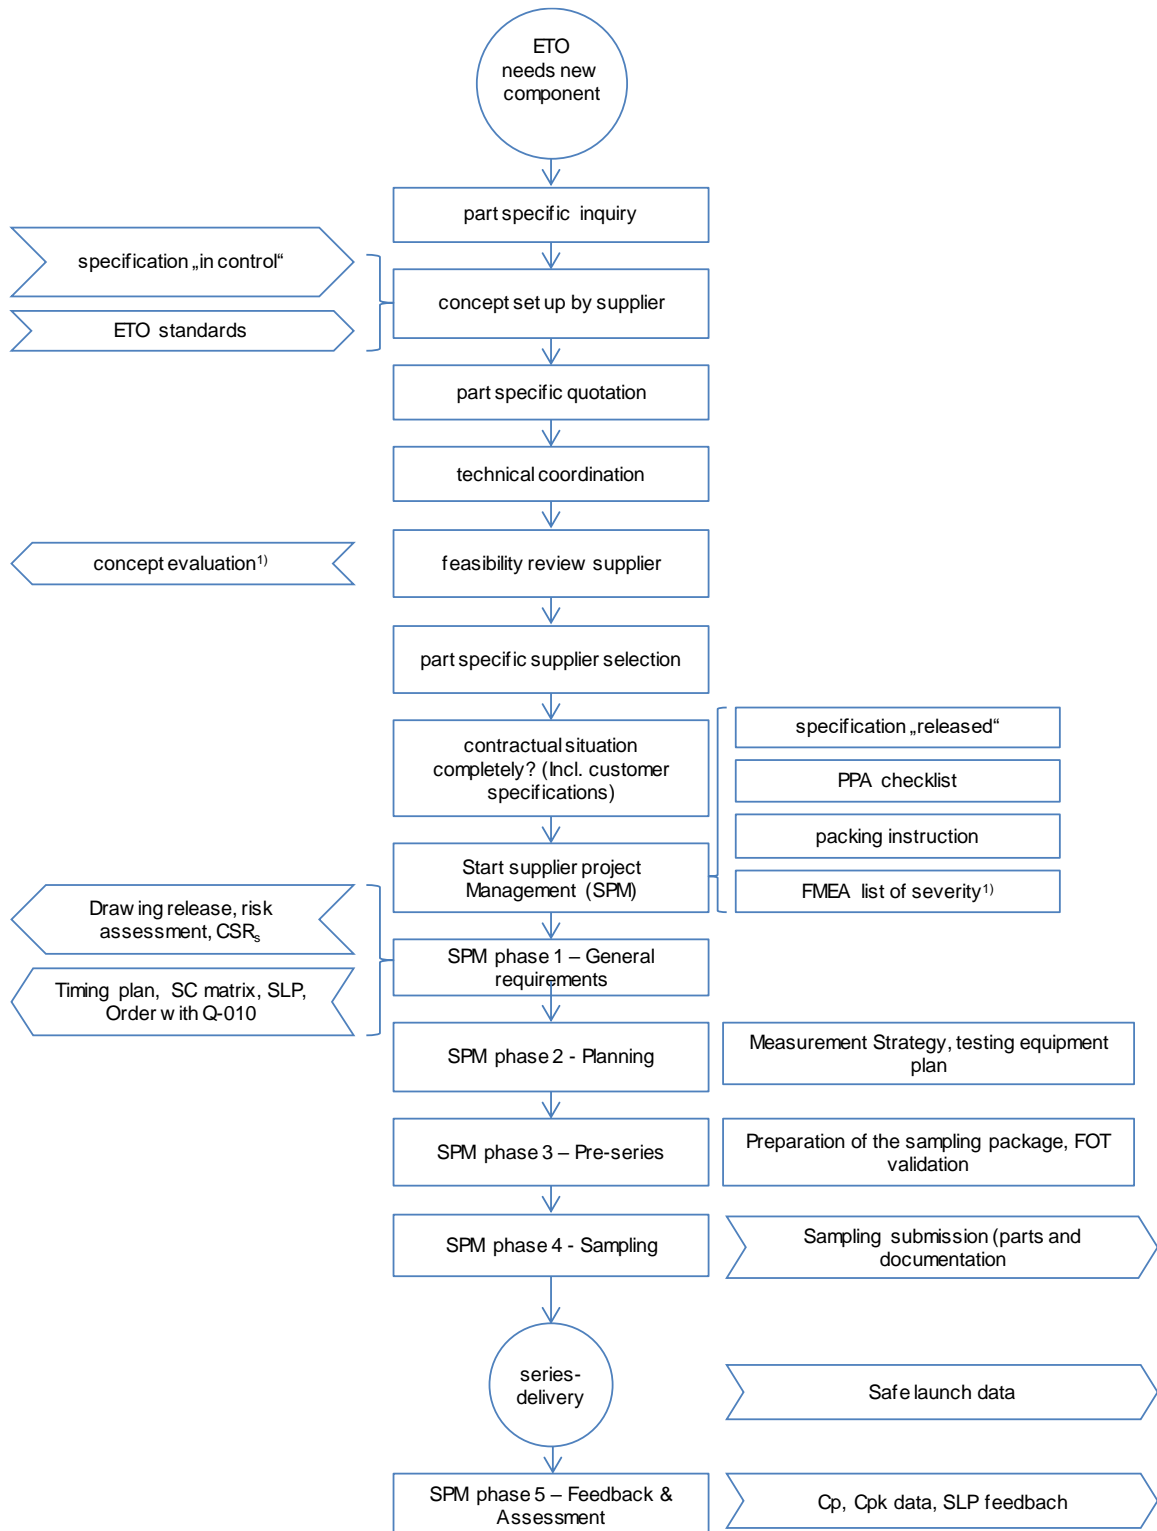 ETO
needs new
component
part specific inquiry
specification „in control“
concept set up by supplier
ETO standards
part specific quotation
technical coordination
concept evaluation¹⁾
feasibility review supplier
part specific supplier selection
contractual situation
completely? (Incl. customer
specifications)
specification „released“
PPA checklist
packing instruction
Start supplier project
Management (SPM)
FMEA list of severity¹⁾
Drawing release, risk
assessment, CSRs
SPM phase 1 – General
requirements
Timing plan, SC matrix, SLP,
Order with Q-010
SPM phase 2 - Planning
Measurement Strategy, testing equipment
plan
SPM phase 3 – Pre-series
Preparation of the sampling package, FOT
validation
SPM phase 4 - Sampling
Sampling submission (parts and
documentation
series-
delivery
Safe launch data
SPM phase 5 – Feedback &
Assessment
Cp, Cpk data, SLP feedbach